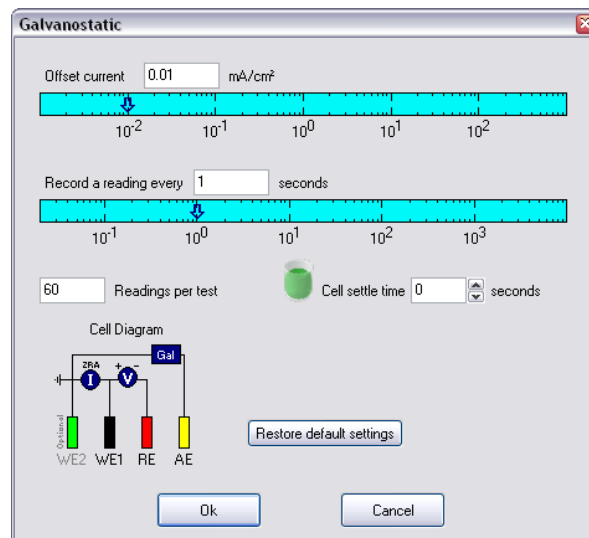 Galvanostatic
Offset current 0.01 mA/cm²
10⁻² 10⁻¹ 10⁰ 10¹ 10²
Record a reading every 1 seconds
10⁻¹ 10⁰ 10¹ 10² 10³
60 Readings per test Cell settle time 0 seconds
Cell Diagram
Gal
ZRA + -
I V
Optional
WE2 WE1 RE AE
Restore default settings
Ok Cancel